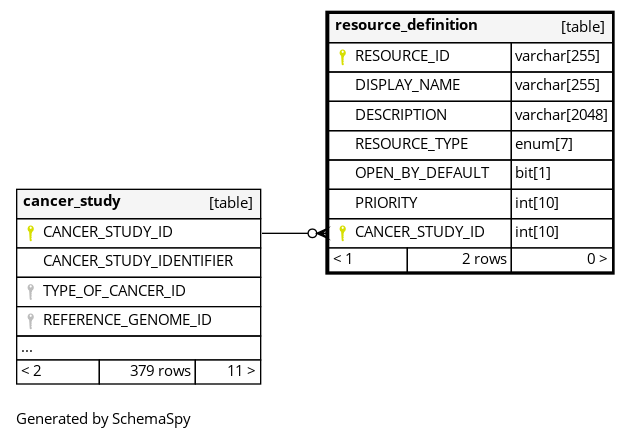 resource_definition [table]
RESOURCE_ID varchar[255]
DISPLAY_NAME varchar[255]
DESCRIPTION varchar[2048]
RESOURCE_TYPE enum[7]
OPEN_BY_DEFAULT bit[1]
PRIORITY int[10]
CANCER_STUDY_ID int[10]
< 1 2 rows 0 >
cancer_study [table]
CANCER_STUDY_ID
CANCER_STUDY_IDENTIFIER
TYPE_OF_CANCER_ID
REFERENCE_GENOME_ID
...
< 2 379 rows 11 >
Generated by SchemaSpy